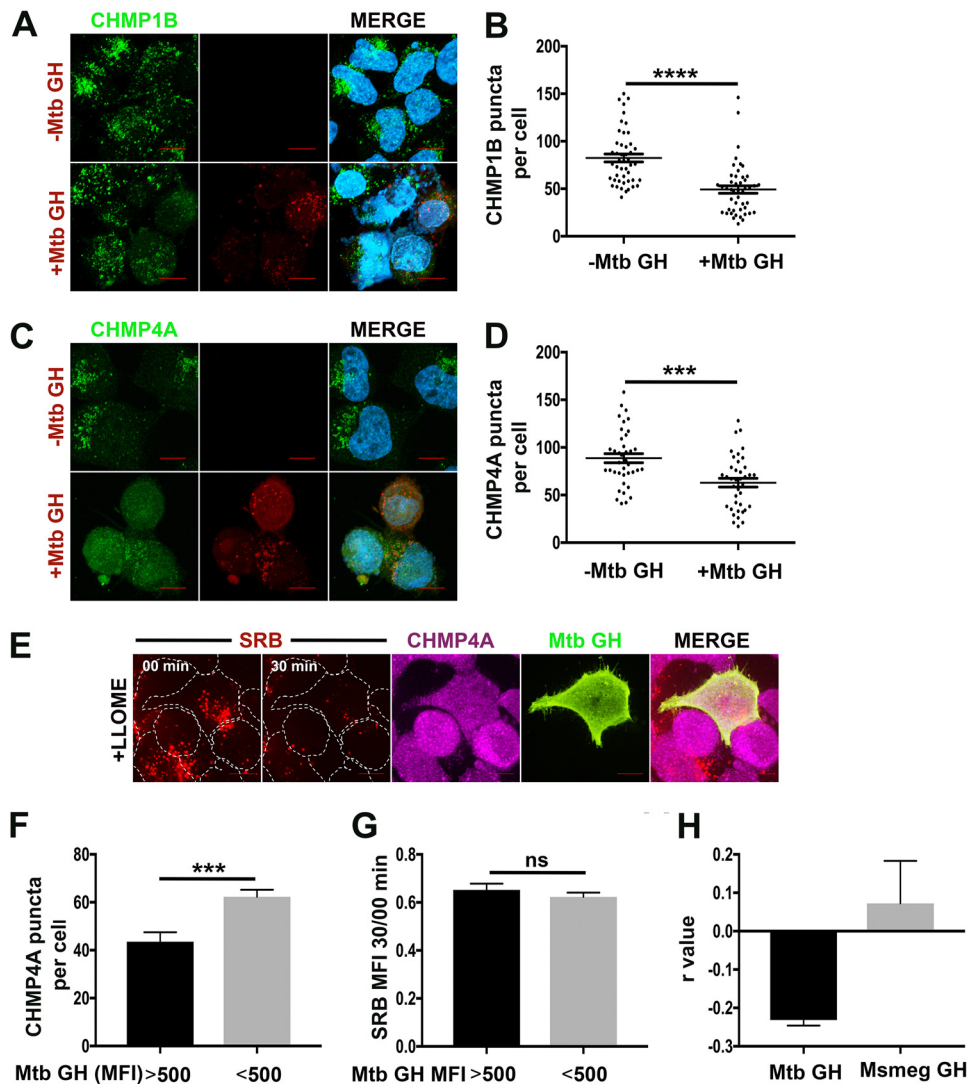 A
CHMP1B
MERGE
-Mtb GH
+Mtb GH
B
CHMP1B puncta
per cell
200
150
100
50
0
****
-Mtb GH
+Mtb GH
C
CHMP4A
MERGE
-Mtb GH
+Mtb GH
D
CHMP4A puncta
per cell
200
150
100
50
0
***
-Mtb GH
+Mtb GH
E
SRB
CHMP4A
Mtb GH
MERGE
+LLOME
00 min
30 min
F
CHMP4A puncta
per cell
80
60
40
20
0
***
Mtb GH (MFI) >500
<500
G
SRB MFI 30/00 min
0.8
0.6
0.4
0.2
0.0
ns
Mtb GH MFI >500
<500
H
r value
0.2
0.1
0.0
-0.2
-0.2
-0.3
Mtb GH
Msmeg GH